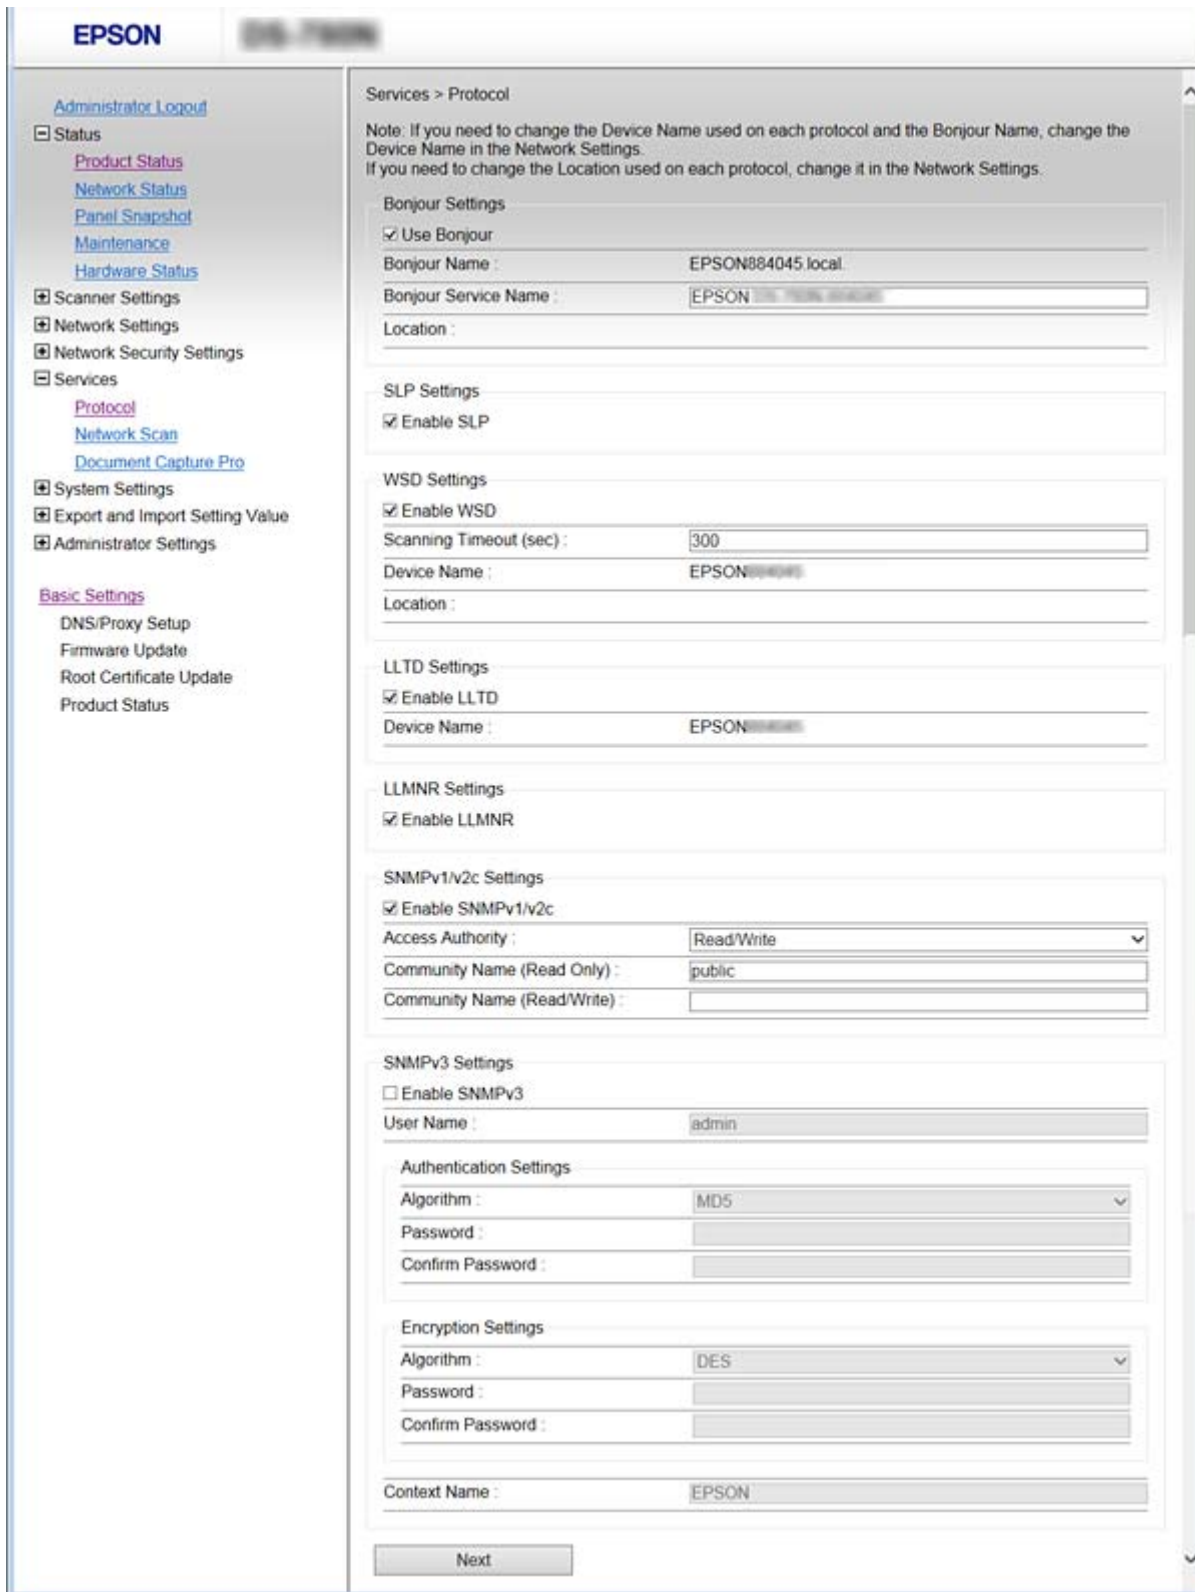 EPSON
Administrator Logout
Status
Product Status
Network Status
Panel Snapshot
Maintenance
Hardware Status
Scanner Settings
Network Settings
Network Security Settings
Services
Protocol
Network Scan
Document Capture Pro
System Settings
Export and Import Setting Value
Administrator Settings
Basic Settings
DNS/Proxy Setup
Firmware Update
Root Certificate Update
Product Status
Services > Protocol
Note: If you need to change the Device Name used on each protocol and the Bonjour Name, change the
Device Name in the Network Settings.
If you need to change the Location used on each protocol, change it in the Network Settings.
Bonjour Settings
Use Bonjour
Bonjour Name : EPSON884045.local.
Bonjour Service Name : EPSON
Location :
SLP Settings
Enable SLP
WSD Settings
Enable WSD
Scanning Timeout (sec) : 300
Device Name : EPSON
Location :
LLTD Settings
Enable LLTD
Device Name : EPSON
LLMNR Settings
Enable LLMNR
SNMPv1/v2c Settings
Enable SNMPv1/v2c
Access Authority : Read/Write
Community Name (Read Only) : public
Community Name (Read/Write) :
SNMPv3 Settings
Enable SNMPv3
User Name : admin
Authentication Settings
Algorithm : MD5
Password :
Confirm Password :
Encryption Settings
Algorithm : DES
Password :
Confirm Password :
Context Name : EPSON
Next